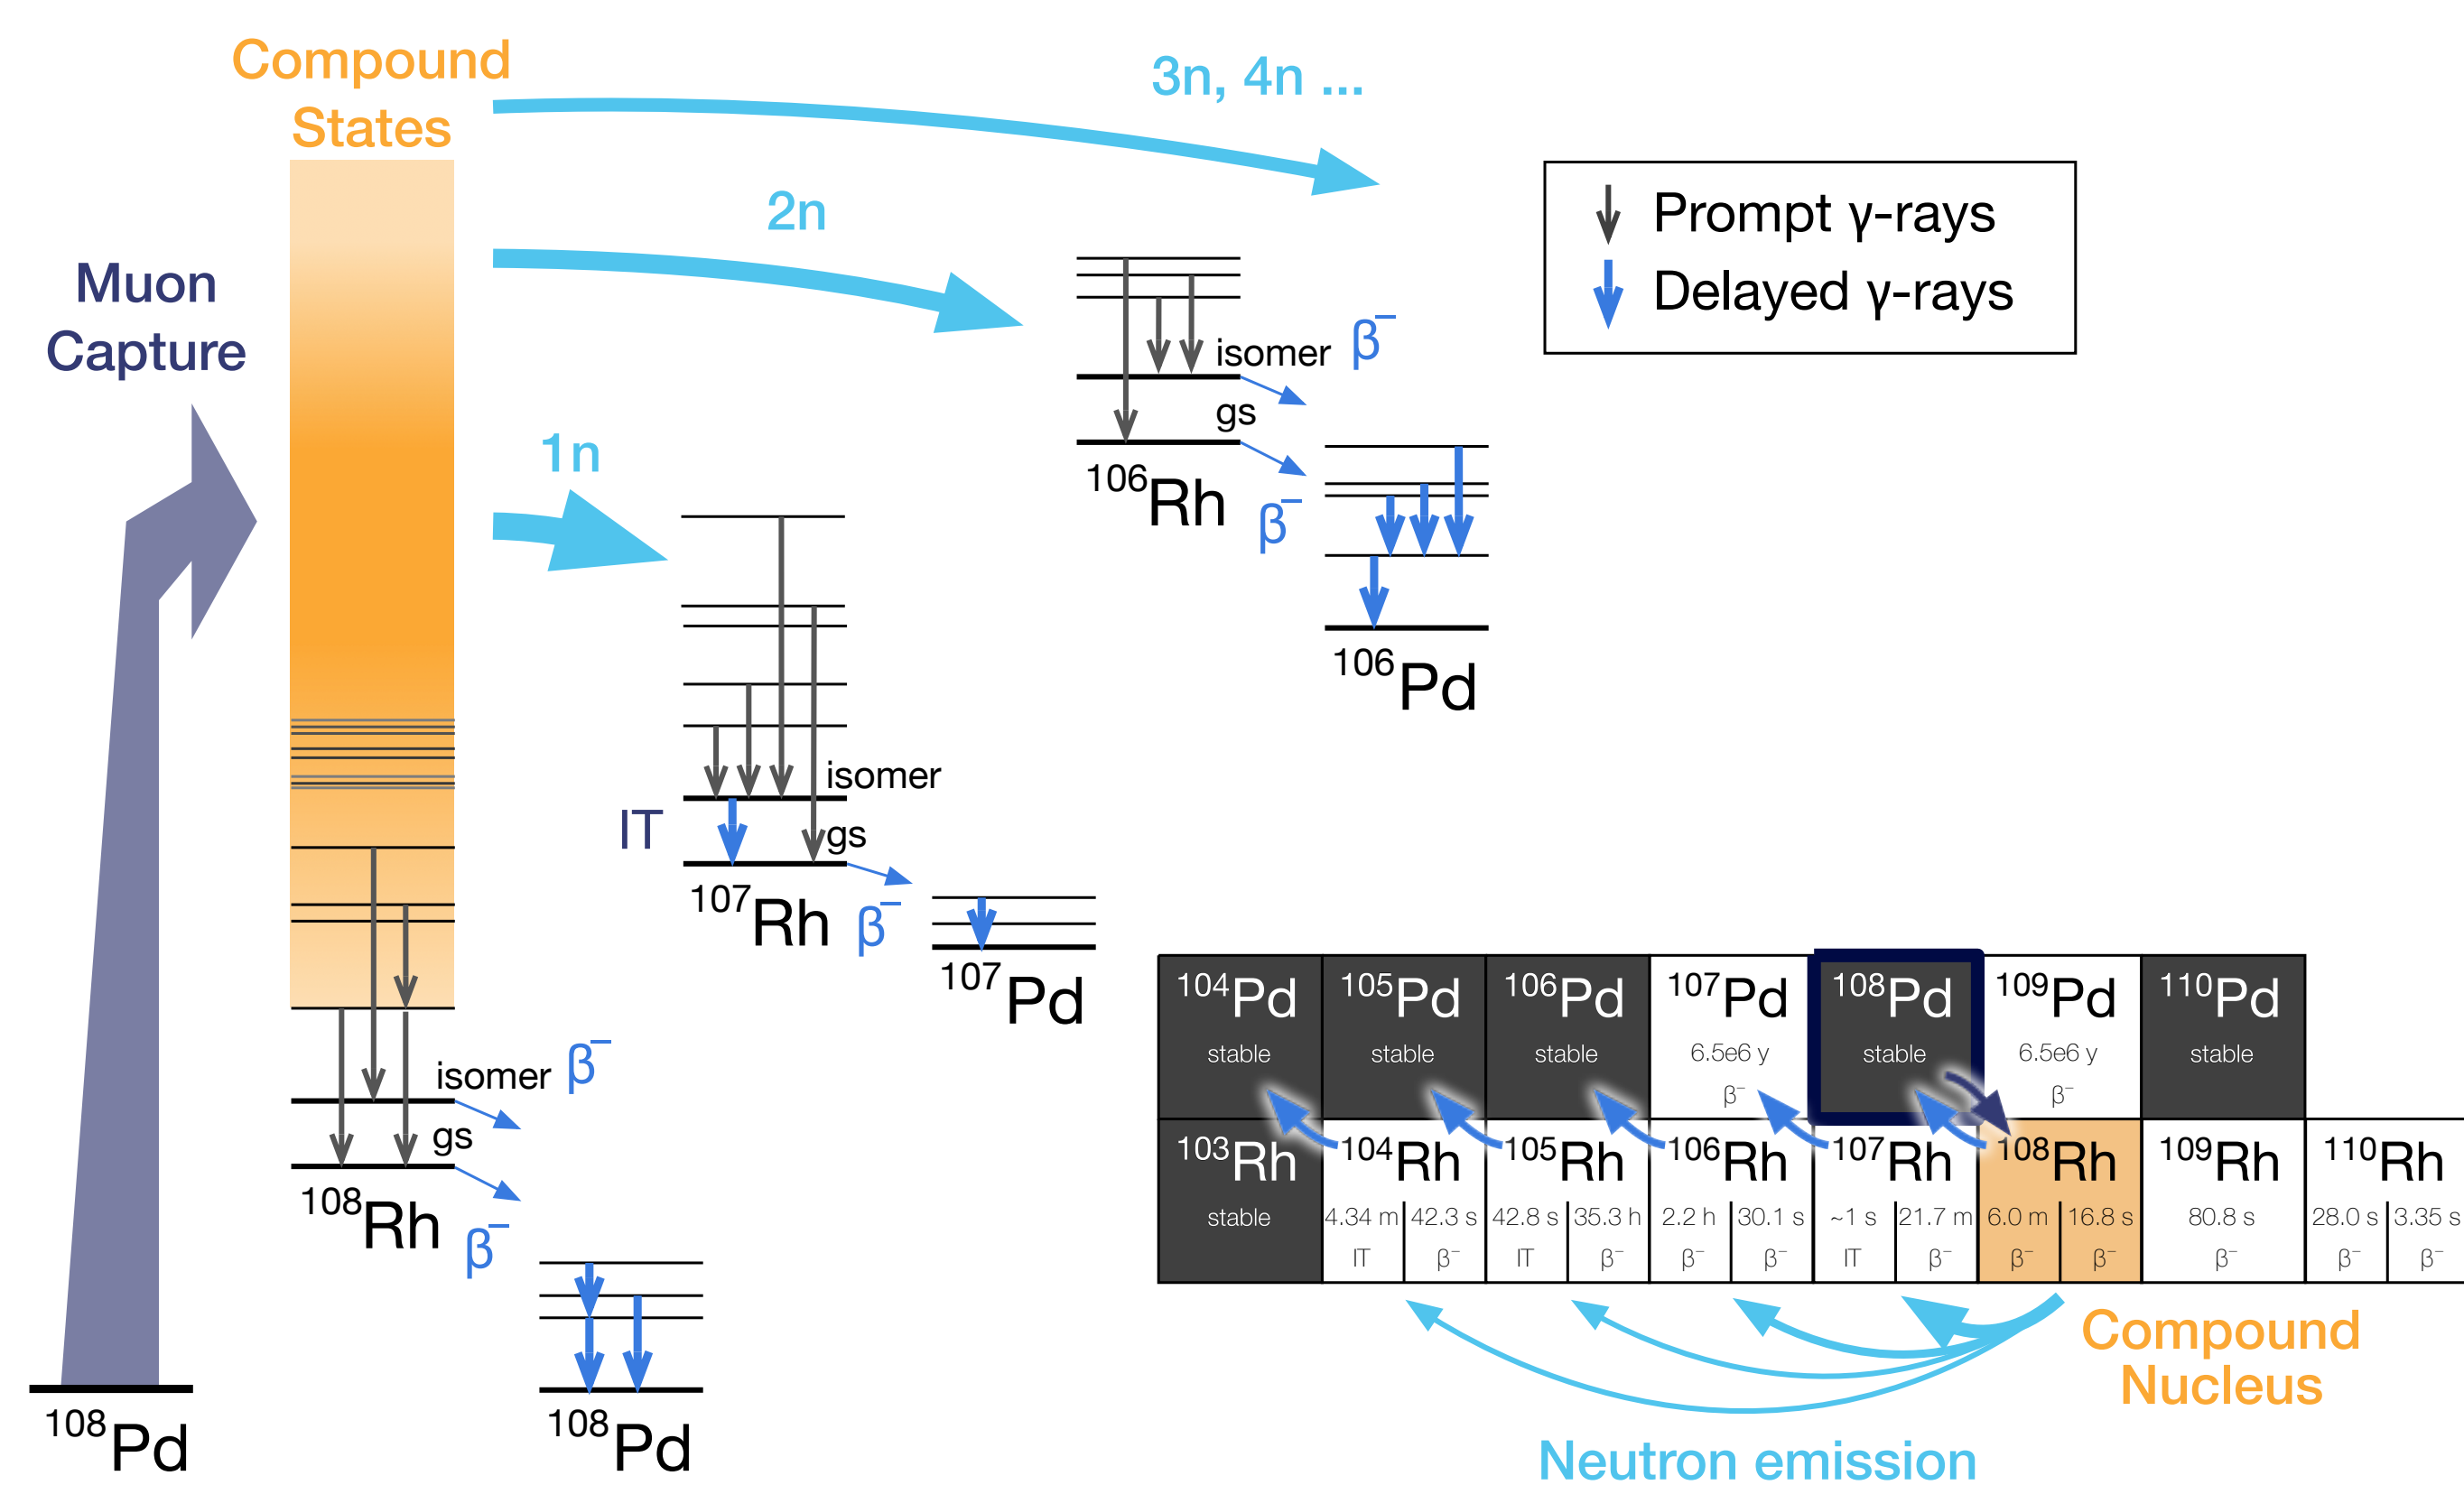 Compound
States
3n, 4n ...
2n
1n
Muon
Capture
Prompt γ-rays
Delayed γ-rays
isomer β⁻
gs
¹⁰⁶Rh
β⁻
¹⁰⁶Pd
isomer
IT
gs
¹⁰⁷Rh
β⁻
¹⁰⁷Pd
isomer β⁻
gs
¹⁰⁸Rh
β⁻
¹⁰⁸Pd
¹⁰⁸Pd
¹⁰⁴Pd ¹⁰⁵Pd ¹⁰⁶Pd ¹⁰⁷Pd ¹⁰⁸Pd ¹⁰⁹Pd ¹¹⁰Pd
stable stable stable 6.5e6 y stable 6.5e6 y stable
β⁻ β⁻
¹⁰³Rh ¹⁰⁴Rh ¹⁰⁵Rh ¹⁰⁶Rh ¹⁰⁷Rh ¹⁰⁸Rh ¹⁰⁹Rh ¹¹⁰Rh
stable 4.34 m 42.3 s 42.8 s 35.3 h 2.2 h 30.1 s ~1 s 21.7 m 6.0 m 16.8 s 80.8 s 28.0 s 3.35 s
IT β⁻ IT β⁻ β⁻ β⁻ IT β⁻ β⁻ β⁻ β⁻ β⁻ β⁻
Compound
Nucleus
Neutron emission